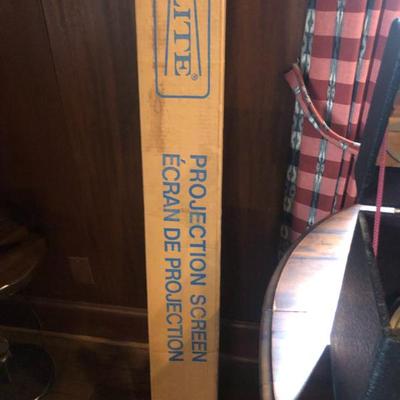 LITE®
PROJECTION SCREEN
ÉCRAN DE PROJECTION